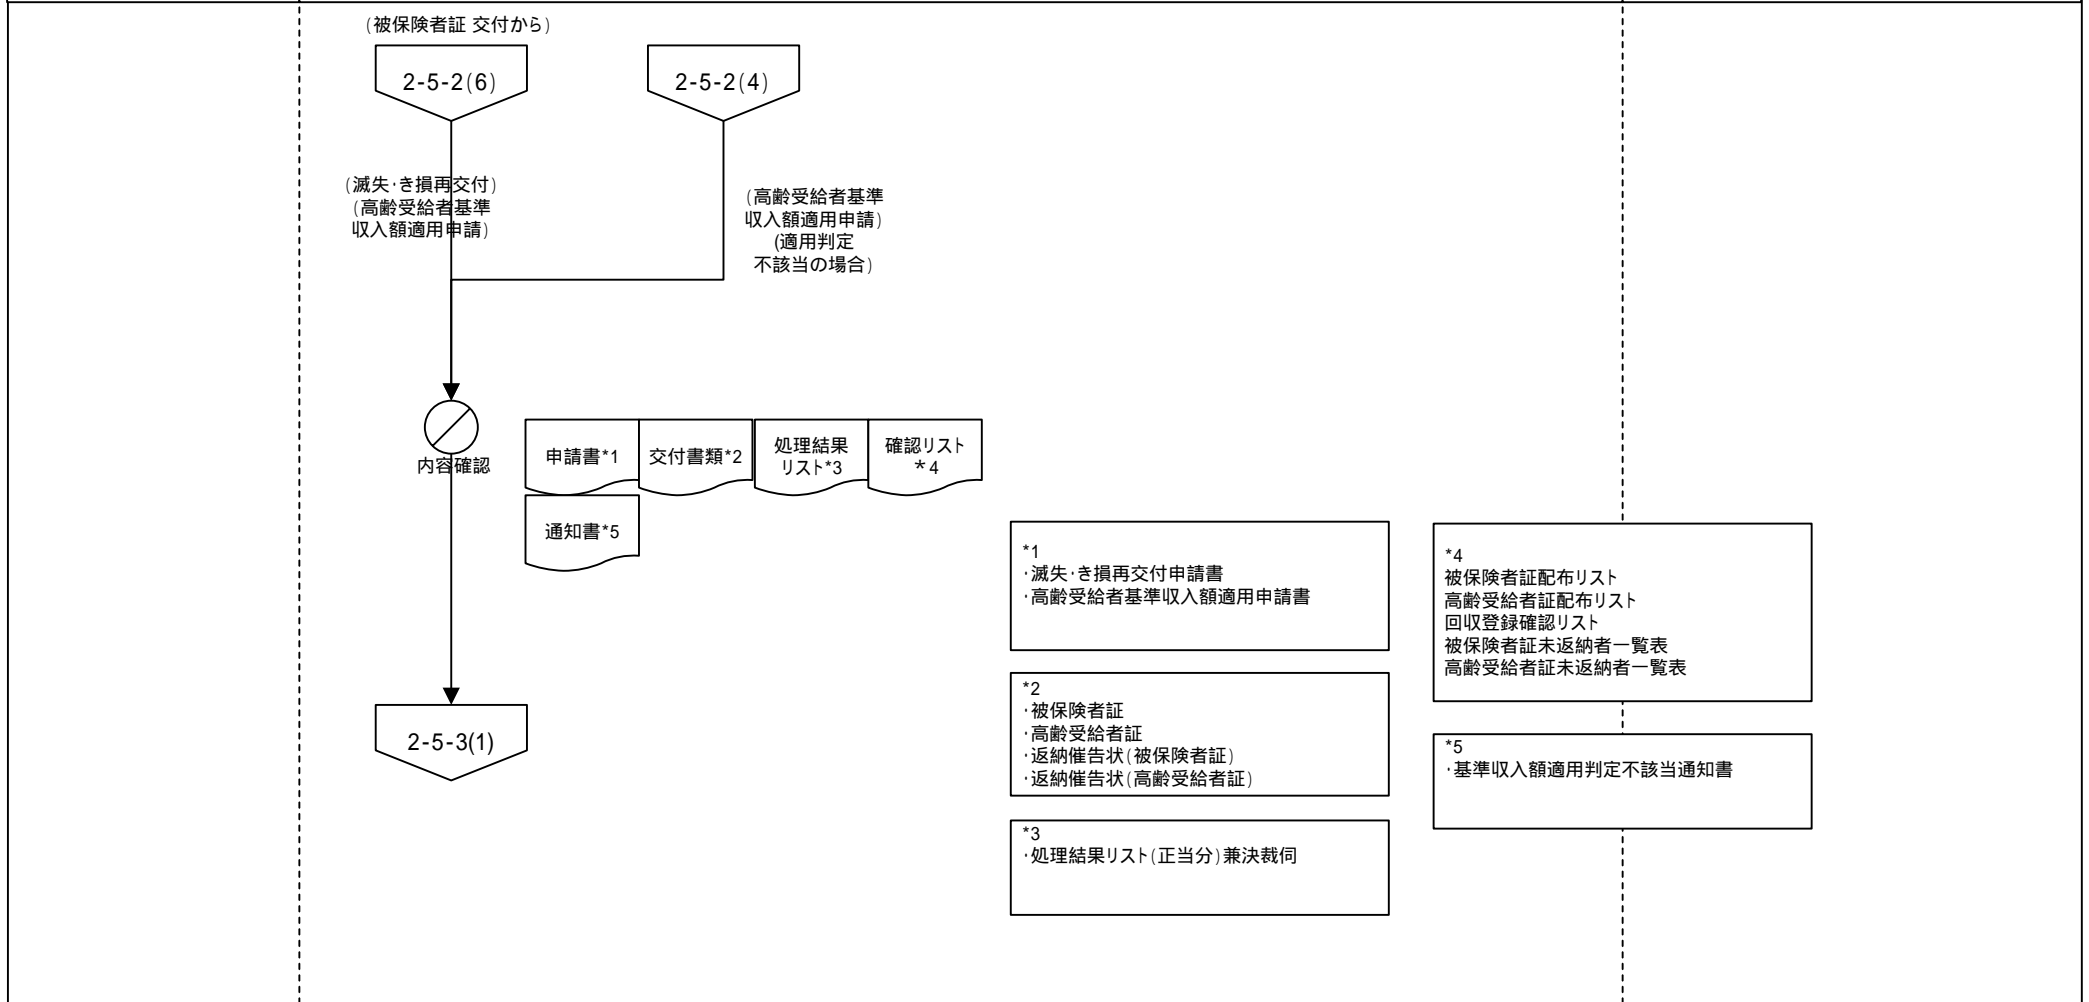 (被保険者証 交付から)
2-5-2(6)
2-5-2(4)
(滅失・き損再交付)
(高齢受給者基準
収入額適用申請)
(高齢受給者基準
収入額適用申請)
(適用判定
不該当の場合)
内容確認
申請書*1
交付書類*2
処理結果
リスト*3
確認リスト
*4
通知書*5
*1
・滅失・き損再交付申請書
・高齢受給者基準収入額適用申請書
*2
・被保険者証
・高齢受給者証
・返納催告状(被保険者証)
・返納催告状(高齢受給者証)
*3
・処理結果リスト(正当分)兼決裁伺
*4
被保険者証配布リスト
高齢受給者証配布リスト
回収登録確認リスト
被保険者証未返納者一覧表
高齢受給者証未返納者一覧表
*5
・基準収入額適用判定不該当通知書
2-5-3(1)